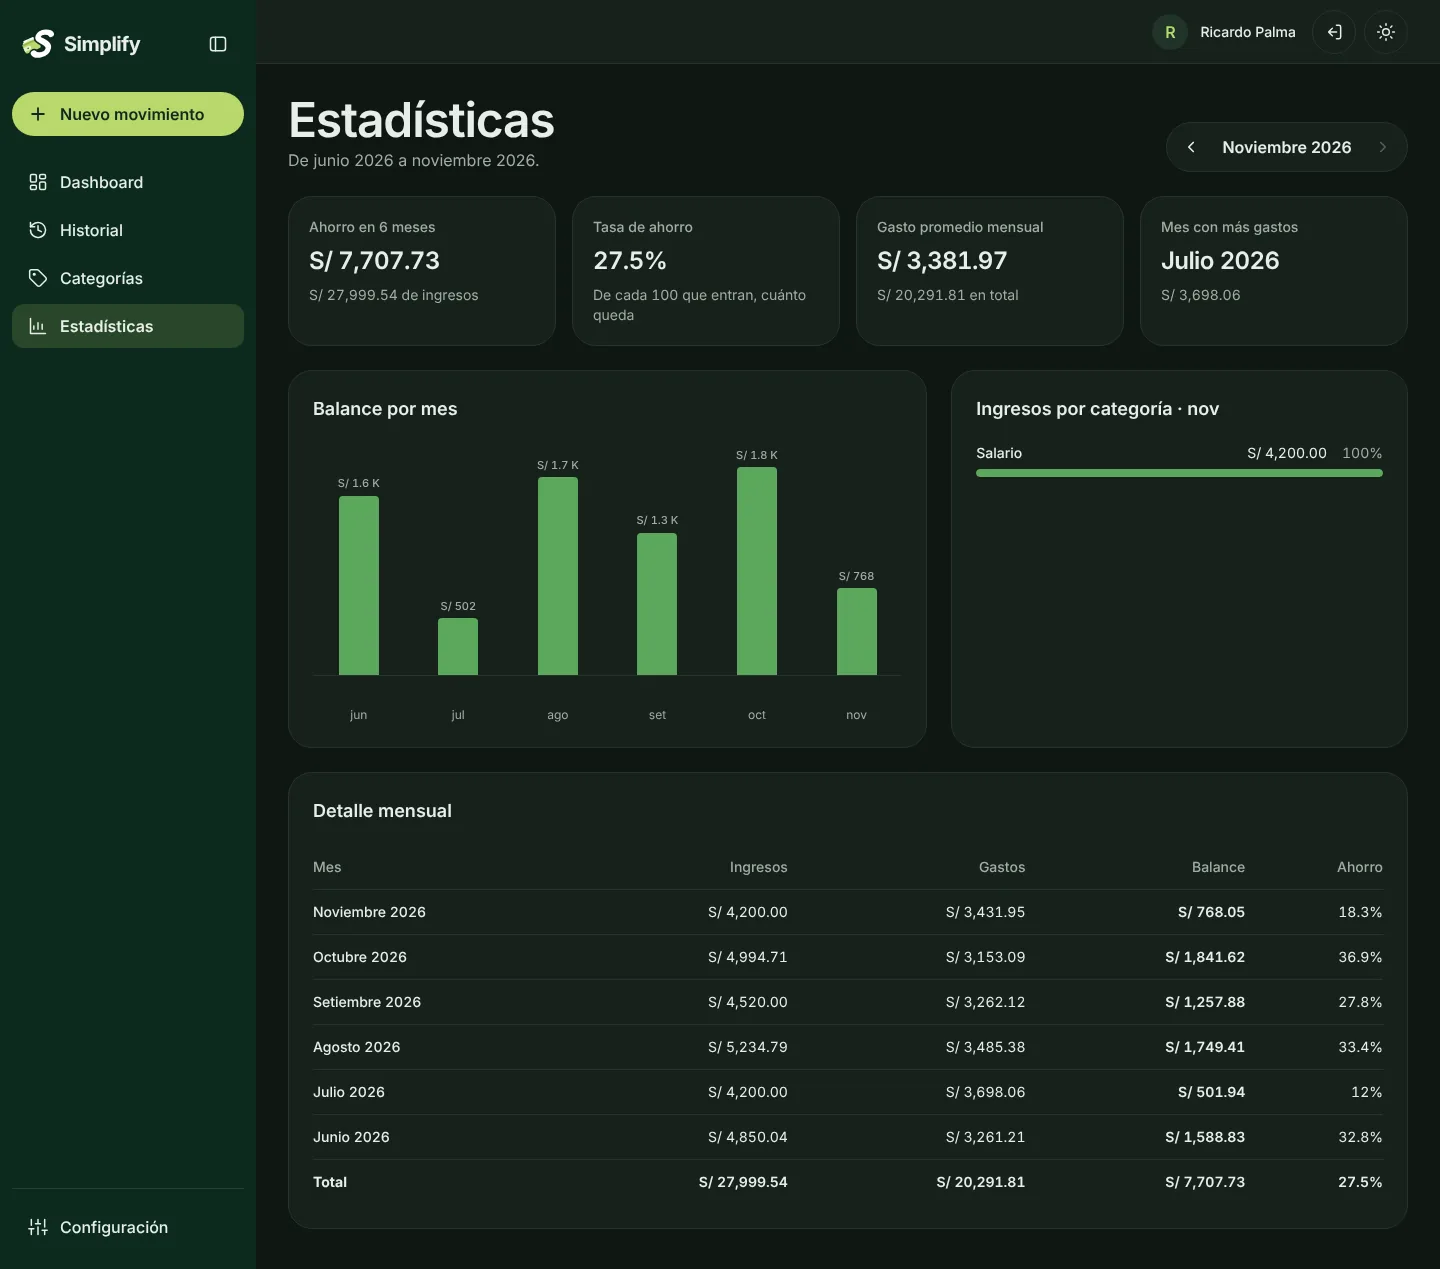 Simplify
Nuevo movimiento
Dashboard
Historial
Categorías
Estadísticas
Configuración
R Ricardo Palma
Estadísticas
De junio 2026 a noviembre 2026.
Noviembre 2026
Ahorro en 6 meses
S/ 7,707.73
S/ 27,999.54 de ingresos
Tasa de ahorro
27.5%
De cada 100 que entran, cuánto
queda
Gasto promedio mensual
S/ 3,381.97
S/ 20,291.81 en total
Mes con más gastos
Julio 2026
S/ 3,698.06
Balance por mes
S/ 1.6 K
S/ 502
S/ 1.7 K
S/ 1.3 K
S/ 1.8 K
S/ 768
jun jul ago set oct nov
Ingresos por categoría · nov
Salario S/ 4,200.00 100%
Detalle mensual
Mes Ingresos Gastos Balance Ahorro
Noviembre 2026 S/ 4,200.00 S/ 3,431.95 S/ 768.05 18.3%
Octubre 2026 S/ 4,994.71 S/ 3,153.09 S/ 1,841.62 36.9%
Setiembre 2026 S/ 4,520.00 S/ 3,262.12 S/ 1,257.88 27.8%
Agosto 2026 S/ 5,234.79 S/ 3,485.38 S/ 1,749.41 33.4%
Julio 2026 S/ 4,200.00 S/ 3,698.06 S/ 501.94 12%
Junio 2026 S/ 4,850.04 S/ 3,261.21 S/ 1,588.83 32.8%
Total S/ 27,999.54 S/ 20,291.81 S/ 7,707.73 27.5%